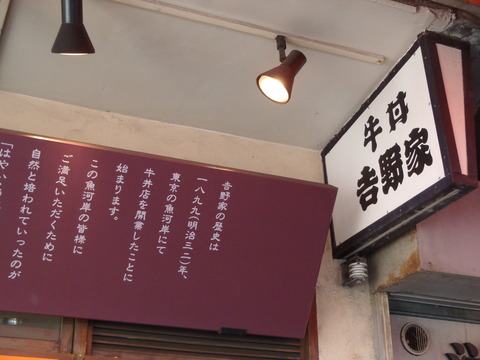 牛丼
吉野家
吉野家の歴史は
一八九九(明治三二)年、
東京の魚河岸にて
牛丼店を開業したことに
始まります。
この魚河岸の皆様に
ご満足いただくために
自然と培われていったのが
「はやい、